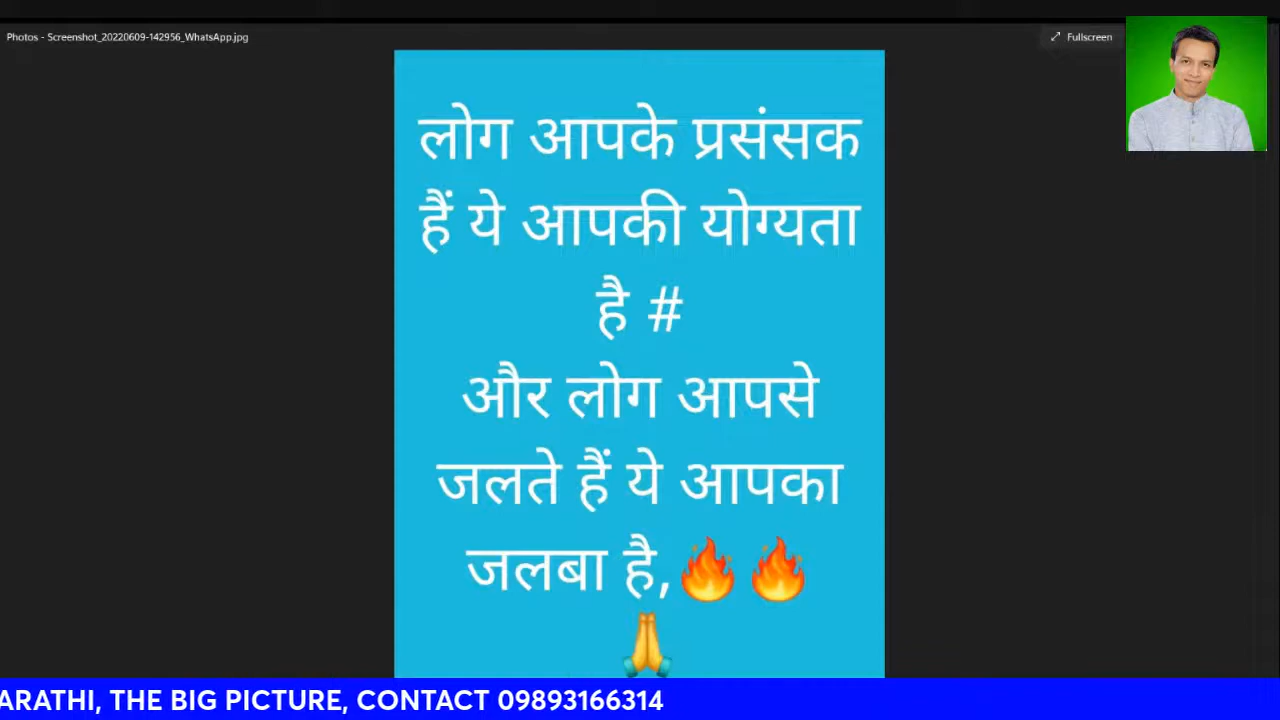 Photos - Screenshot_20220609-142956_WhatsApp.jpg
Fullscreen
लोग आपके प्रसंसक
हैं ये आपकी योग्यता
है #
और लोग आपसे
जलते हैं ये आपका
जलबा है,🔥🔥
🙏
ARATHI, THE BIG PICTURE, CONTACT 09893166314